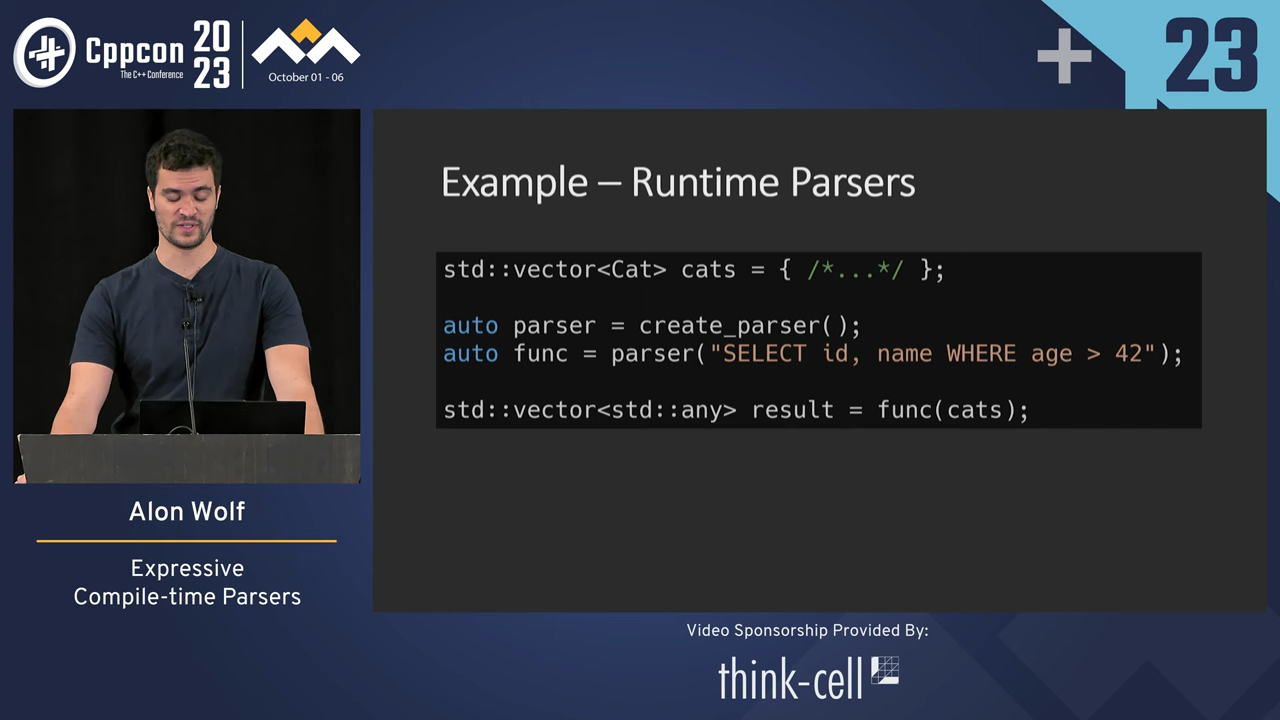 Cppcon
The C++ Conference
20
23
October 01 - 06
23
Example – Runtime Parsers
std::vector<Cat> cats = { /*...*/ };
auto parser = create_parser();
auto func = parser("SELECT id, name WHERE age > 42");
std::vector<std::any> result = func(cats);
Alon Wolf
Expressive
Compile-time Parsers
Video Sponsorship Provided By:
think-cell